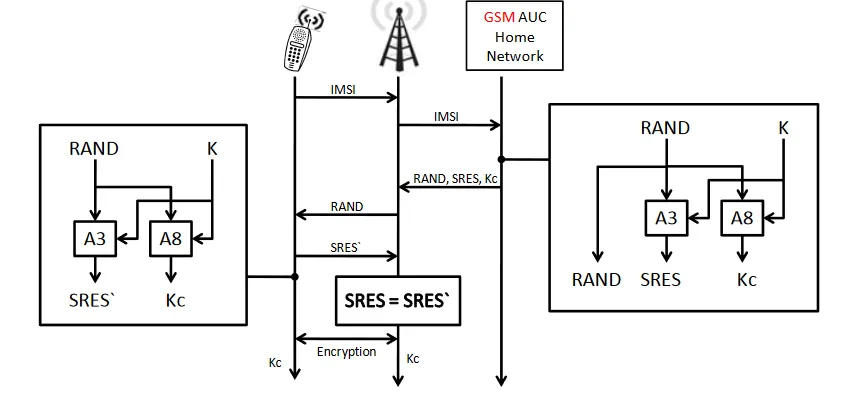 GSM AUC
Home
Network
IMSI
IMSI
RAND, SRES, Kc
RAND
SRES`
SRES = SRES`
Encryption
Kc
Kc
RAND K
A3 A8
SRES` Kc
RAND K
A3 A8
RAND SRES Kc